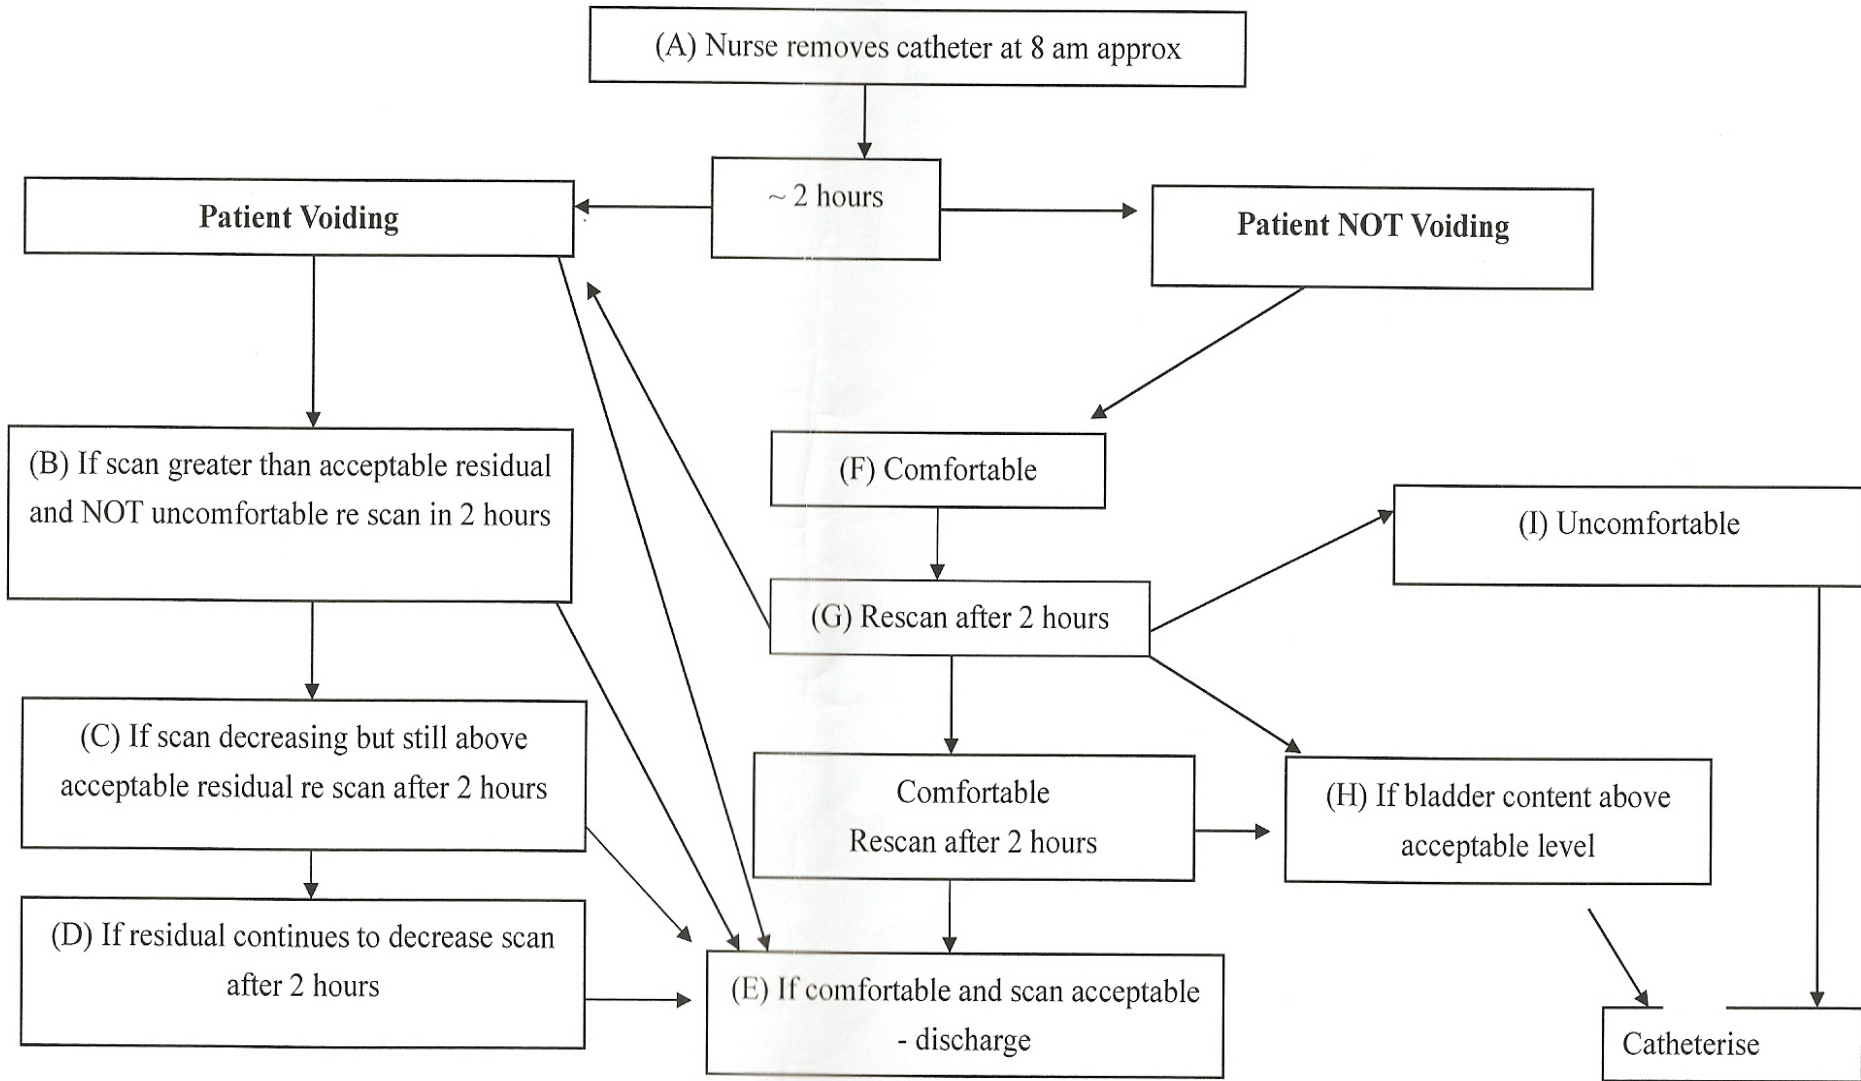 (A) Nurse removes catheter at 8 am approx
~ 2 hours
Patient Voiding
Patient NOT Voiding
(B) If scan greater than acceptable residual
and NOT uncomfortable re scan in 2 hours
(F) Comfortable
(I) Uncomfortable
(G) Rescan after 2 hours
(C) If scan decreasing but still above
acceptable residual re scan after 2 hours
Comfortable
Rescan after 2 hours
(H) If bladder content above
acceptable level
(D) If residual continues to decrease scan
after 2 hours
(E) If comfortable and scan acceptable
- discharge
Catheterise